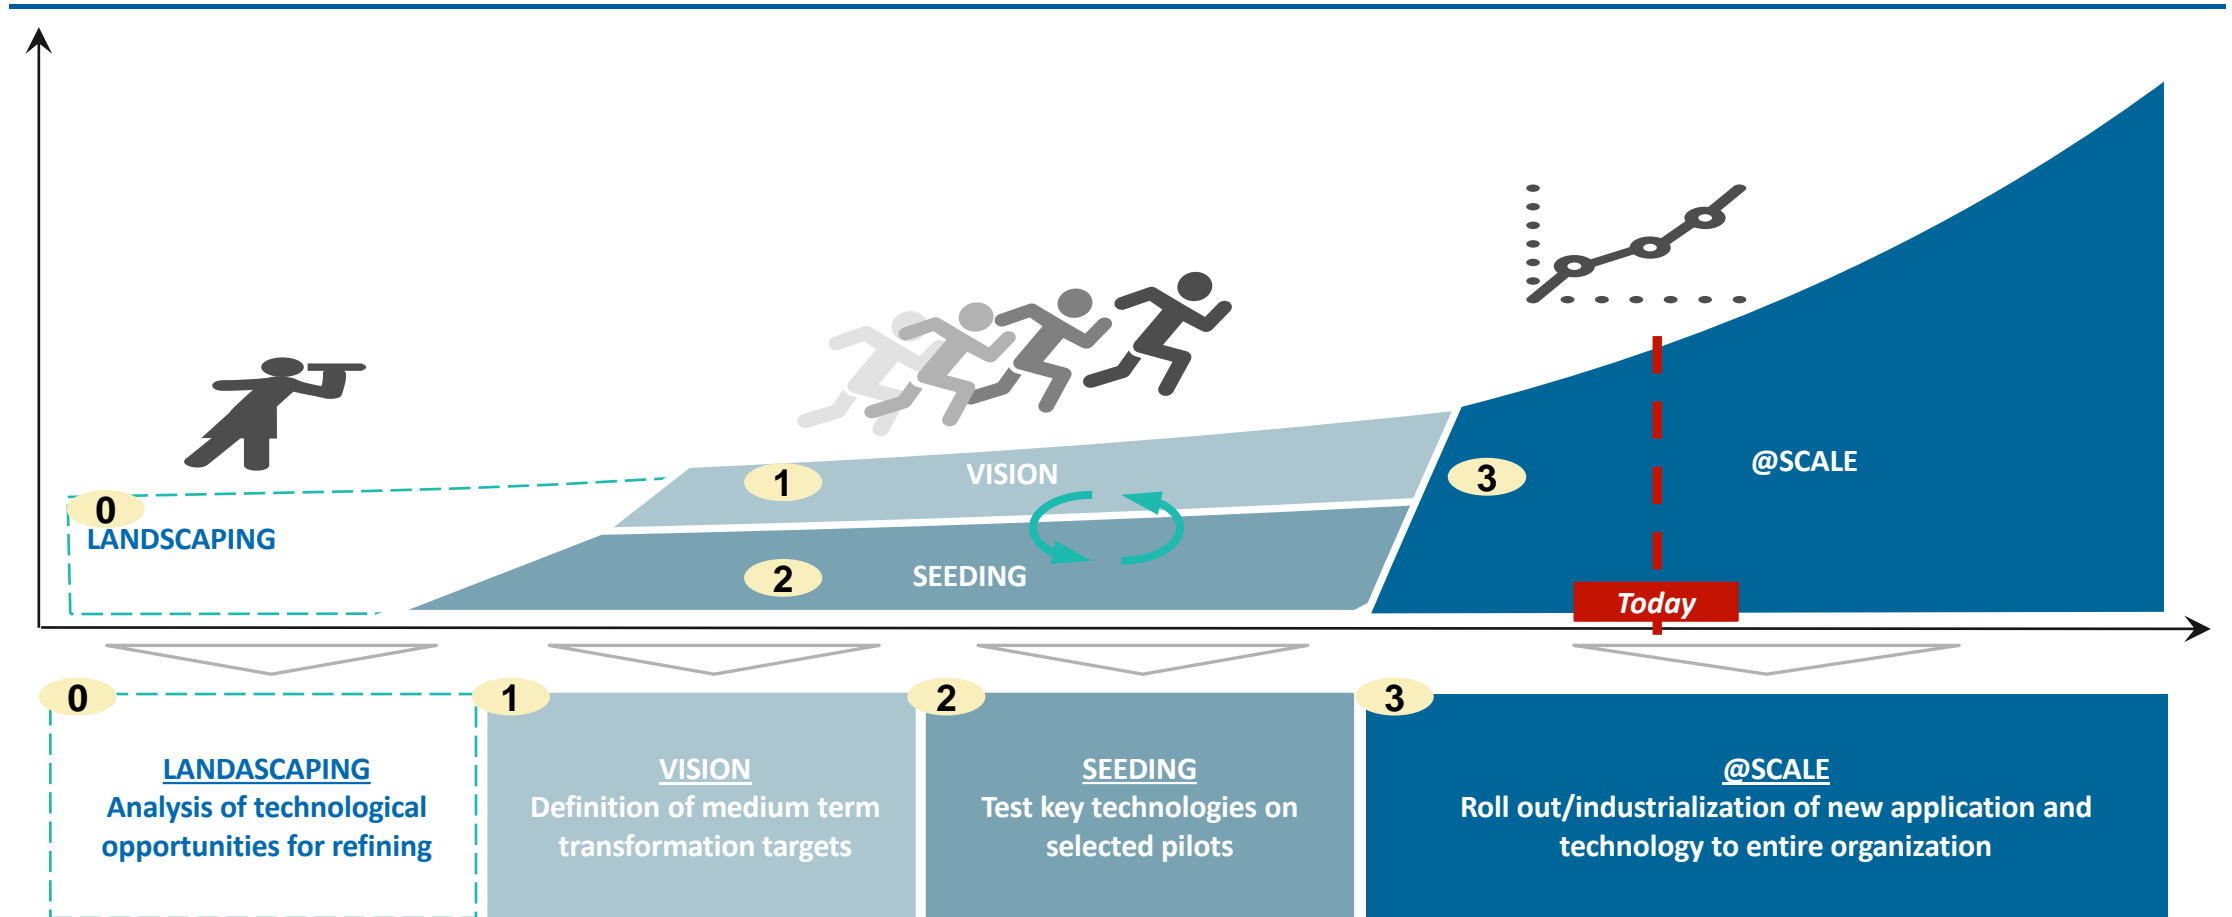 0
LANDSCAPING
1
VISION
2
SEEDING
3
@SCALE
Today
0
LANDASCAPING
Analysis of technological
opportunities for refining
1
VISION
Definition of medium term
transformation targets
2
SEEDING
Test key technologies on
selected pilots
3
@SCALE
Roll out/industrialization of new application and
technology to entire organization